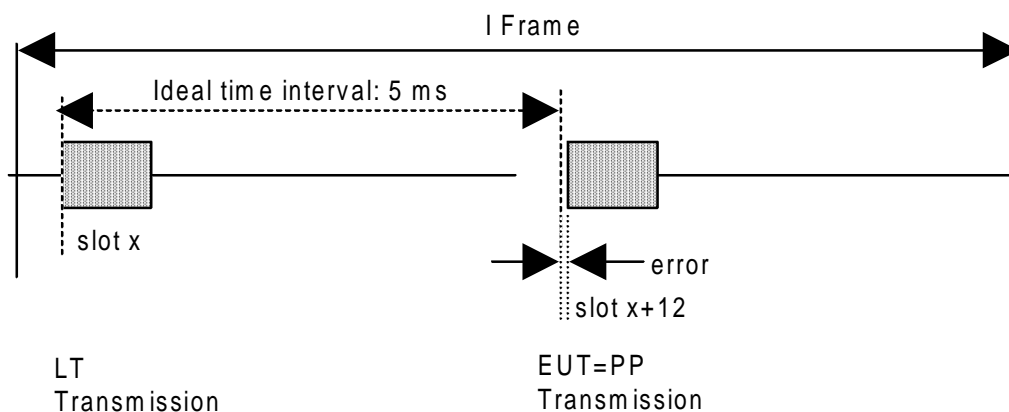 I Frame
Ideal time interval: 5 ms
slot x
error
slot x+12
LT
Transmission
EUT=PP
Transmission